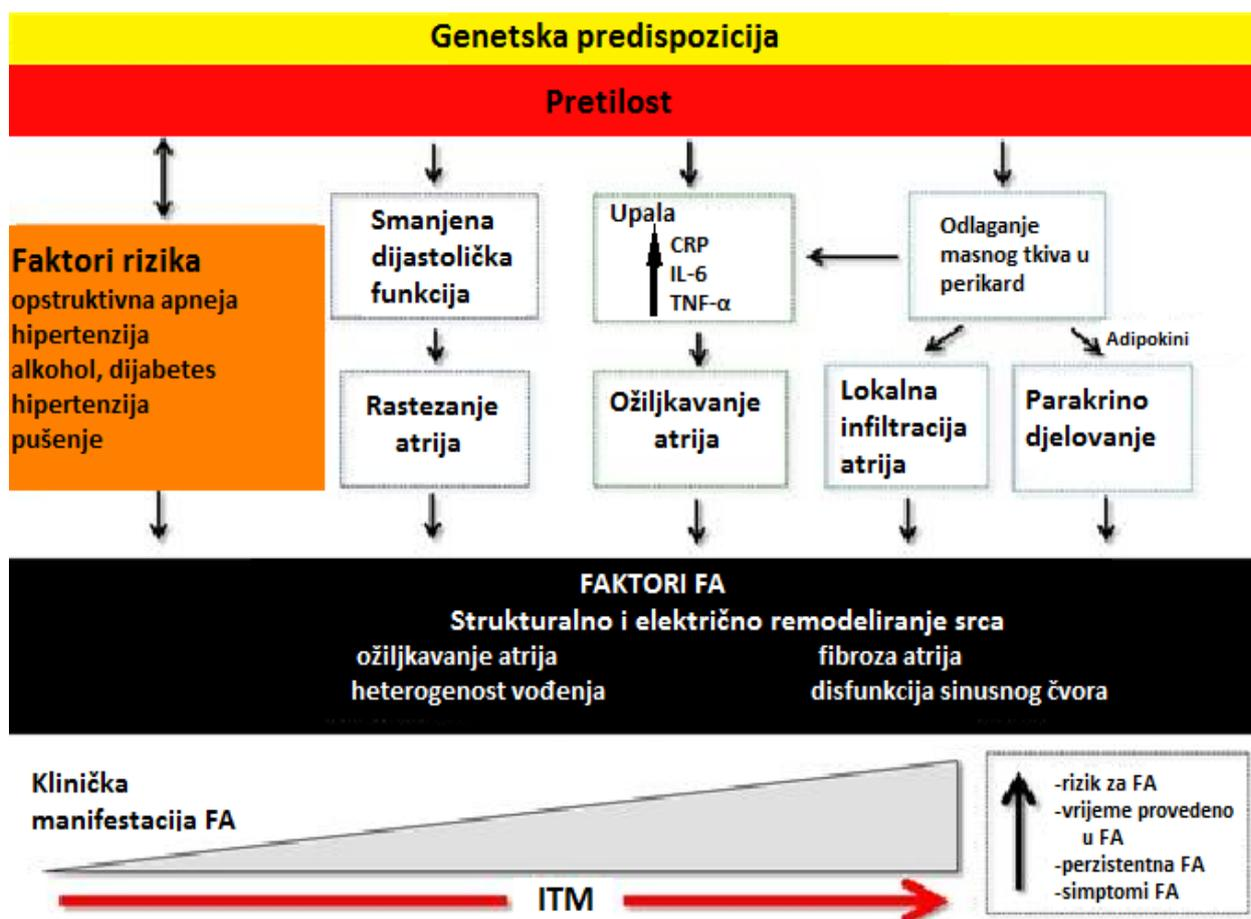 Genetska predispozicija
Pretilost
Faktori rizika
opstruktivna apneja
hipertenzija
alkohol, dijabetes
hipertenzija
pušenje
Smanjena
dijastolička
funkcija
Rastezanje
atrija
Upala
CRP
IL-6
TNF-α
Ožiljkavanje
atrija
Odlaganje
masnog tkiva u
perikard
Adipokini
Lokalna
infiltracija
atrija
Parakrino
djelovanje
FAKTORI FA
Strukturalno i električno remodeliranje srca
ožiljkavanje atrija
fibroza atrija
heterogenost vođenja
disfunkcija sinusnog čvora
Klinička
manifestacija FA
ITM
-rizik za FA
-vrijeme provedeno
u FA
-perzistentna FA
-simptomi FA